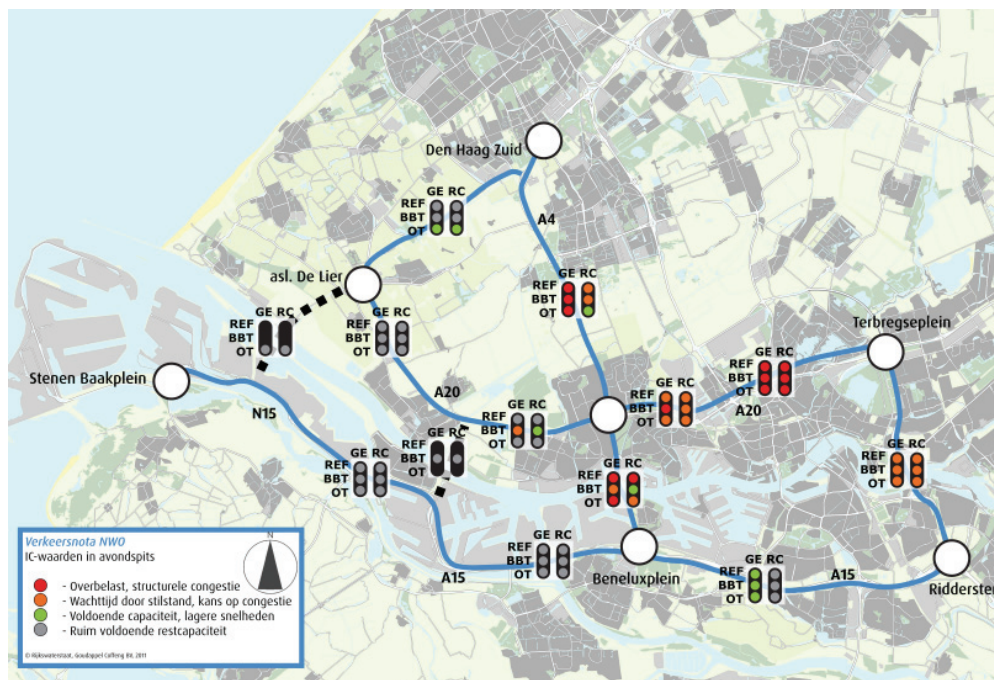 Den Haag Zuid
GE RC
REF
BBT
OT
A4
asl. De Lier
GE RC
REF
BBT
OT
GE RC
REF
BBT
OT
GE RC
REF
BBT
OT
Terbregseplein
Stenen Baakplein
N15
A20
GE RC
REF
BBT
OT
GE RC
REF
BBT
OT
A20
GE RC
REF
BBT
OT
GE RC
REF
BBT
OT
GE RC
REF
BBT
OT
GE RC
REF
BBT
OT
GE RC
REF
BBT
OT
A15
GE RC
REF
BBT
OT
Beneluxplein
GE RC
REF
BBT
OT
A15
Ridderster
Verkeersnota NWO
IC-waarden in avondspits
N
- Overbelast, structurele congestie
- Wachttijd door stilstand, kans op congestie
- Voldoende capaciteit, lagere snelheden
- Ruim voldoende restcapaciteit
© Rijkswaterstaat, Goudappel Coffeng BV, 2011